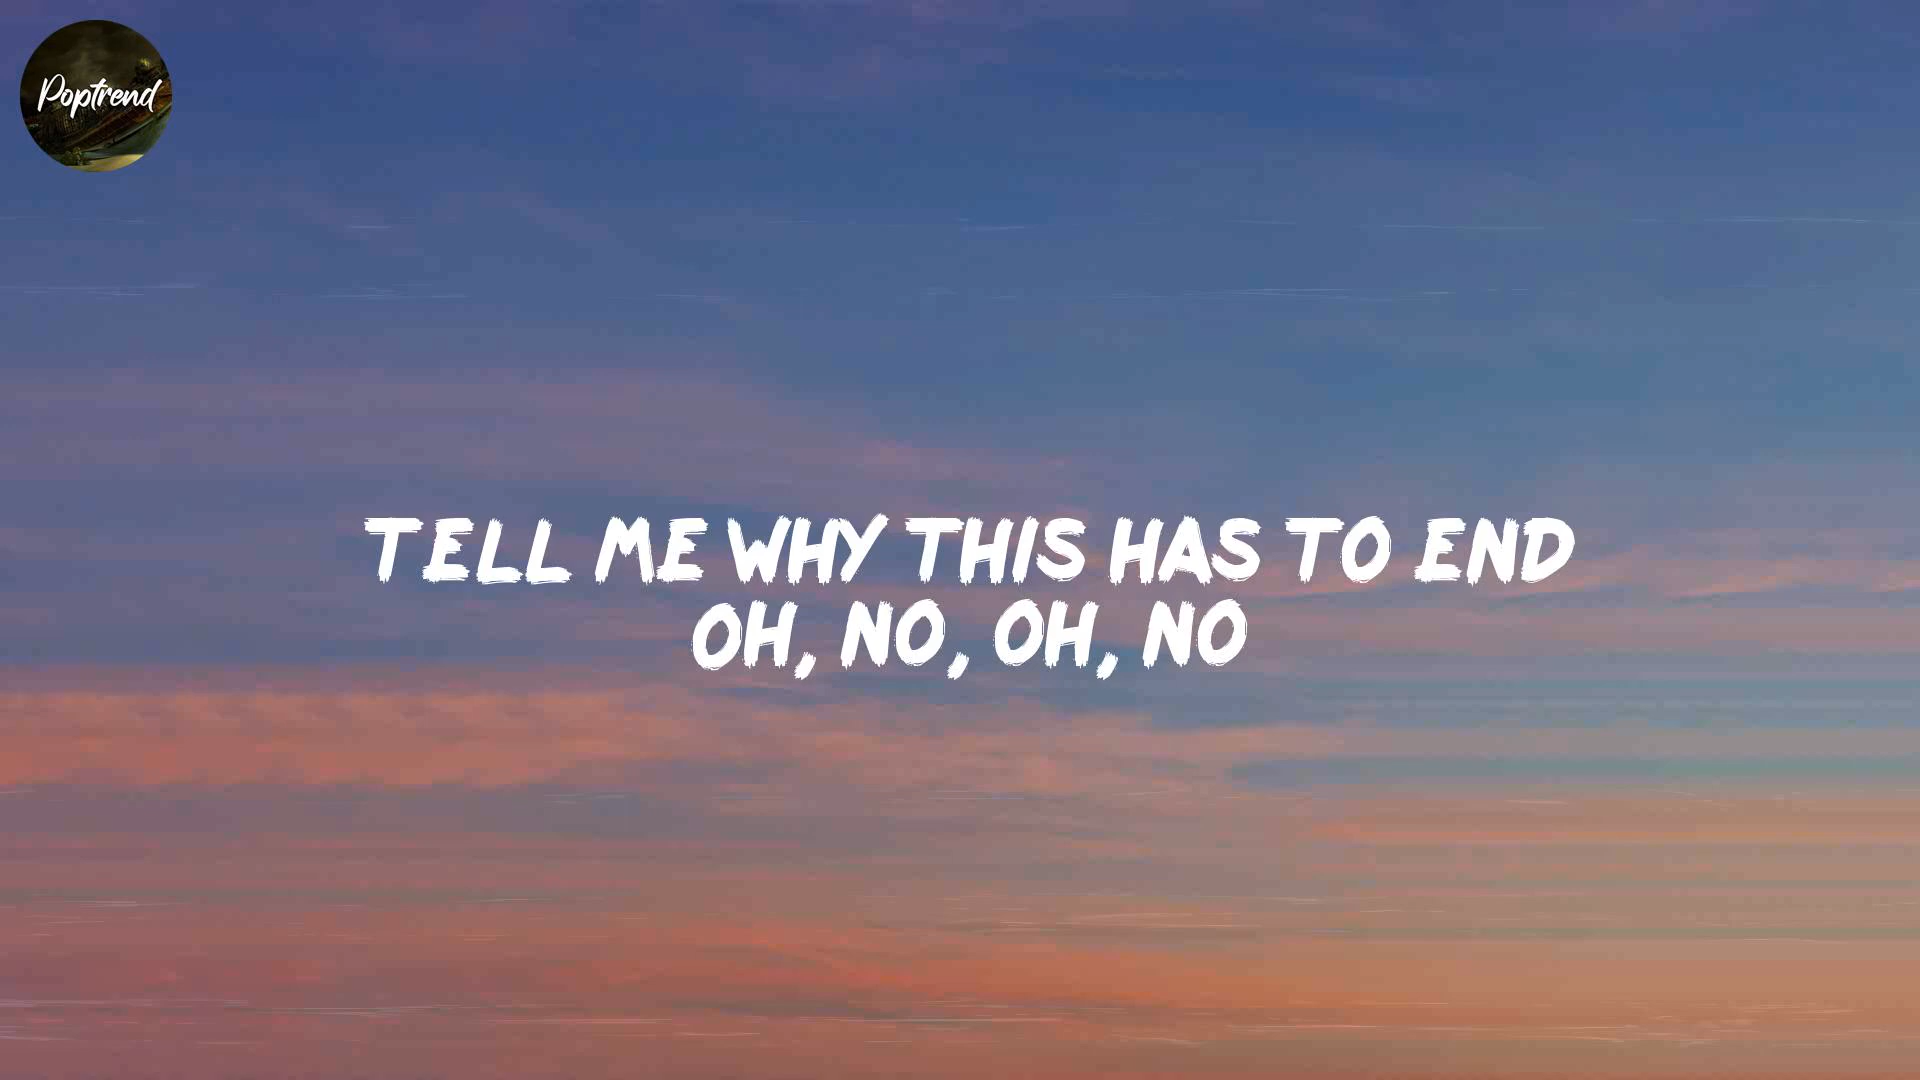 Poptrend
TELL ME WHY THIS HAS TO END
OH, NO, OH, NO